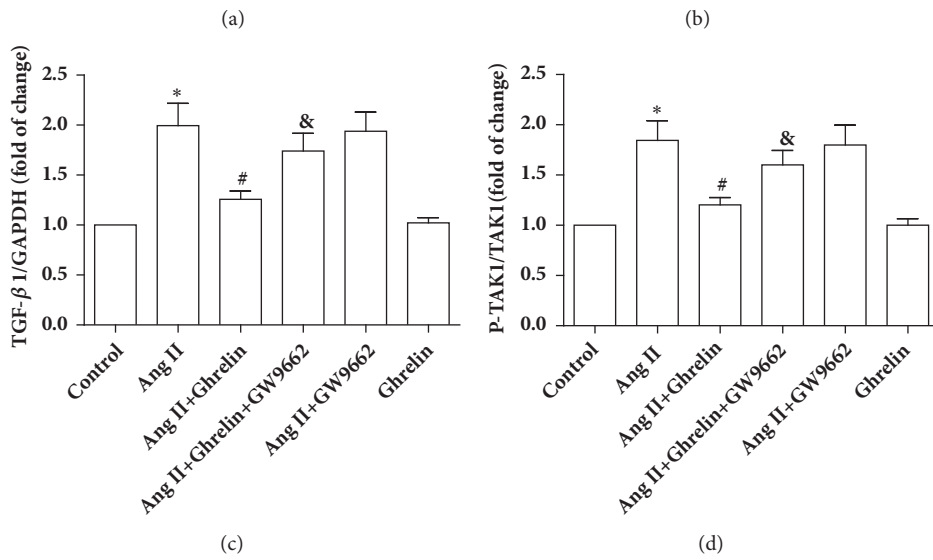 (a)
(b)
TGF-β 1/GAPDH (fold of change)
2.5
2.0
1.5
1.0
0.5
0.0
*
#
&
Control
Ang II
Ang II+Ghrelin
Ang II+Ghrelin+GW9662
Ang II+GW9662
Ghrelin
(c)
P-TAK1/TAK1(fold of change)
2.5
2.0
1.5
1.0
0.5
0.0
*
#
&
Control
Ang II
Ang II+Ghrelin
Ang II+Ghrelin+GW9662
Ang II+GW9662
Ghrelin
(d)